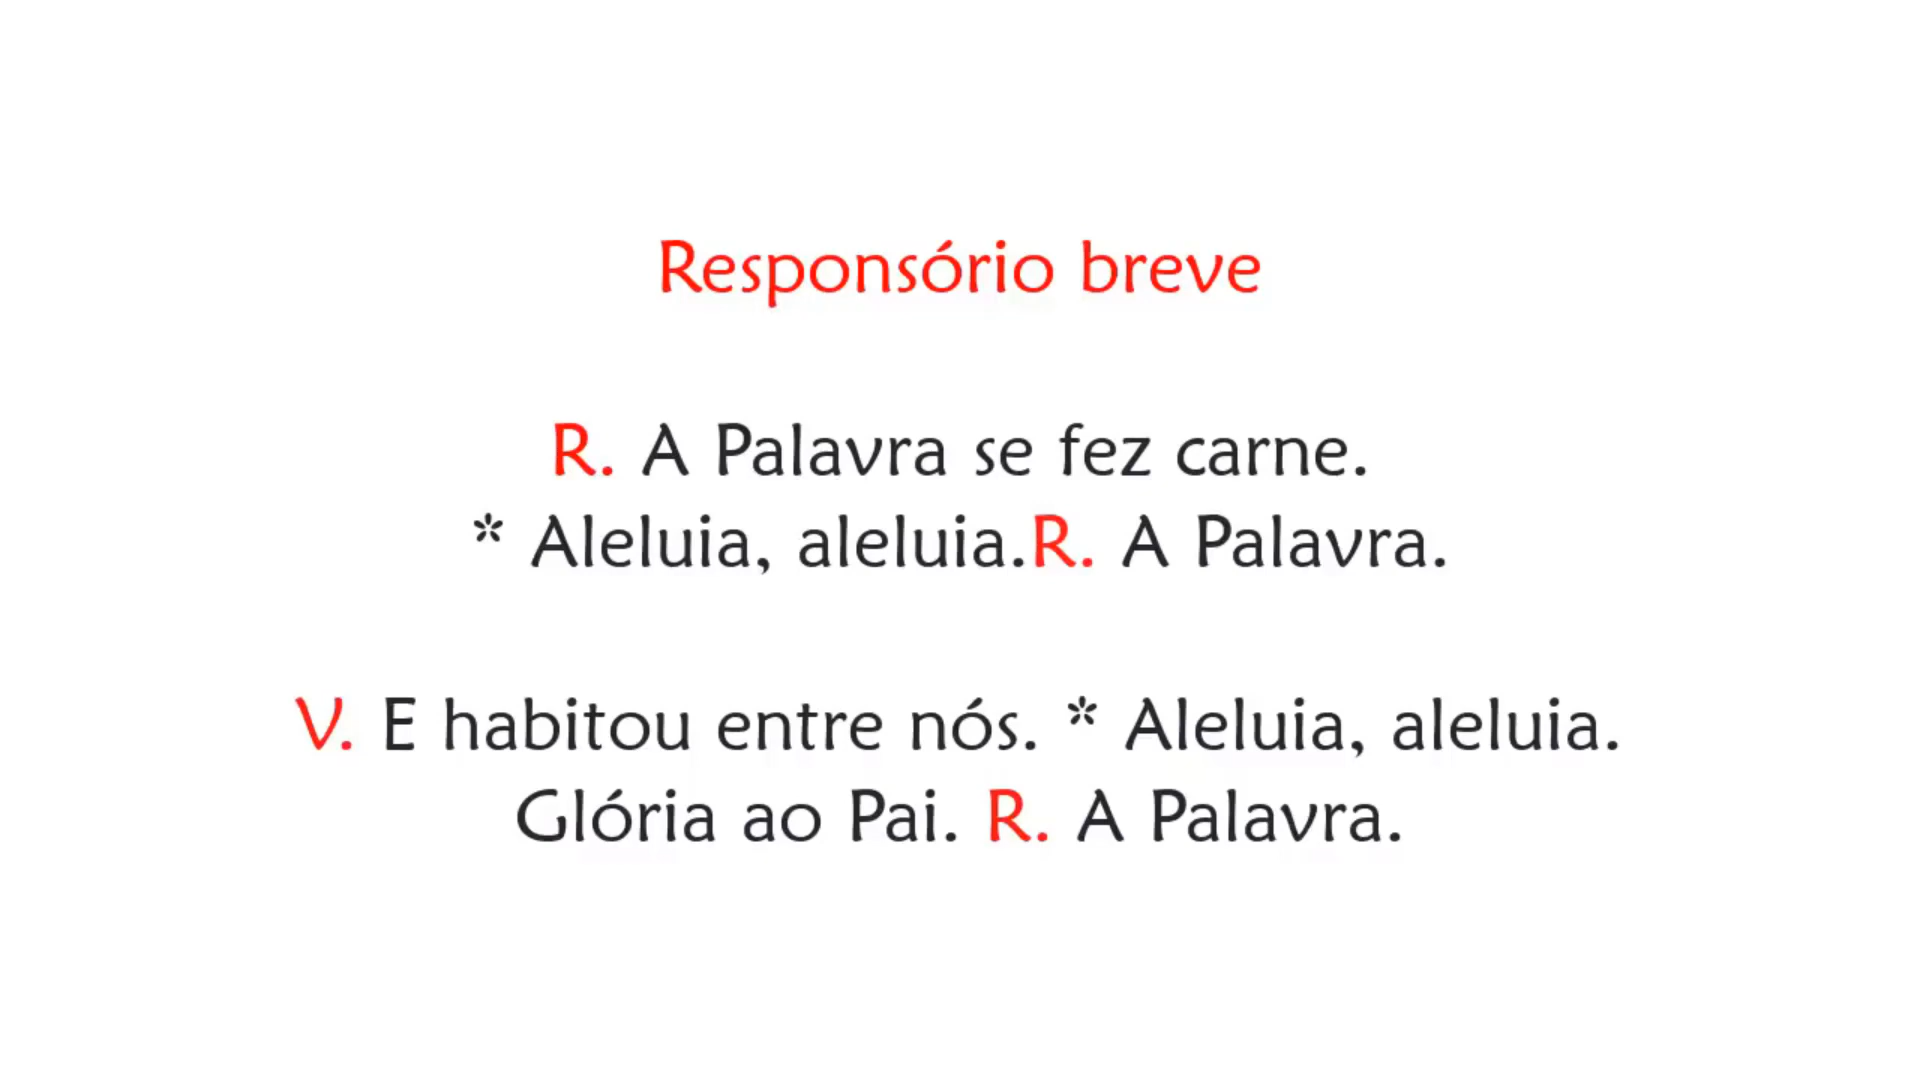 Responsório breve
R. A Palavra se fez carne.
* Aleluia, aleluia.R. A Palavra.
V. E habitou entre nós. * Aleluia, aleluia.
Glória ao Pai. R. A Palavra.